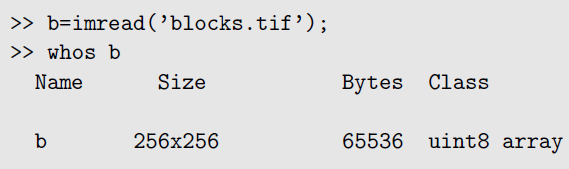 >> b=imread(’blocks.tif’);
>> whos b
Name Size Bytes Class
b 256x256 65536 uint8 array